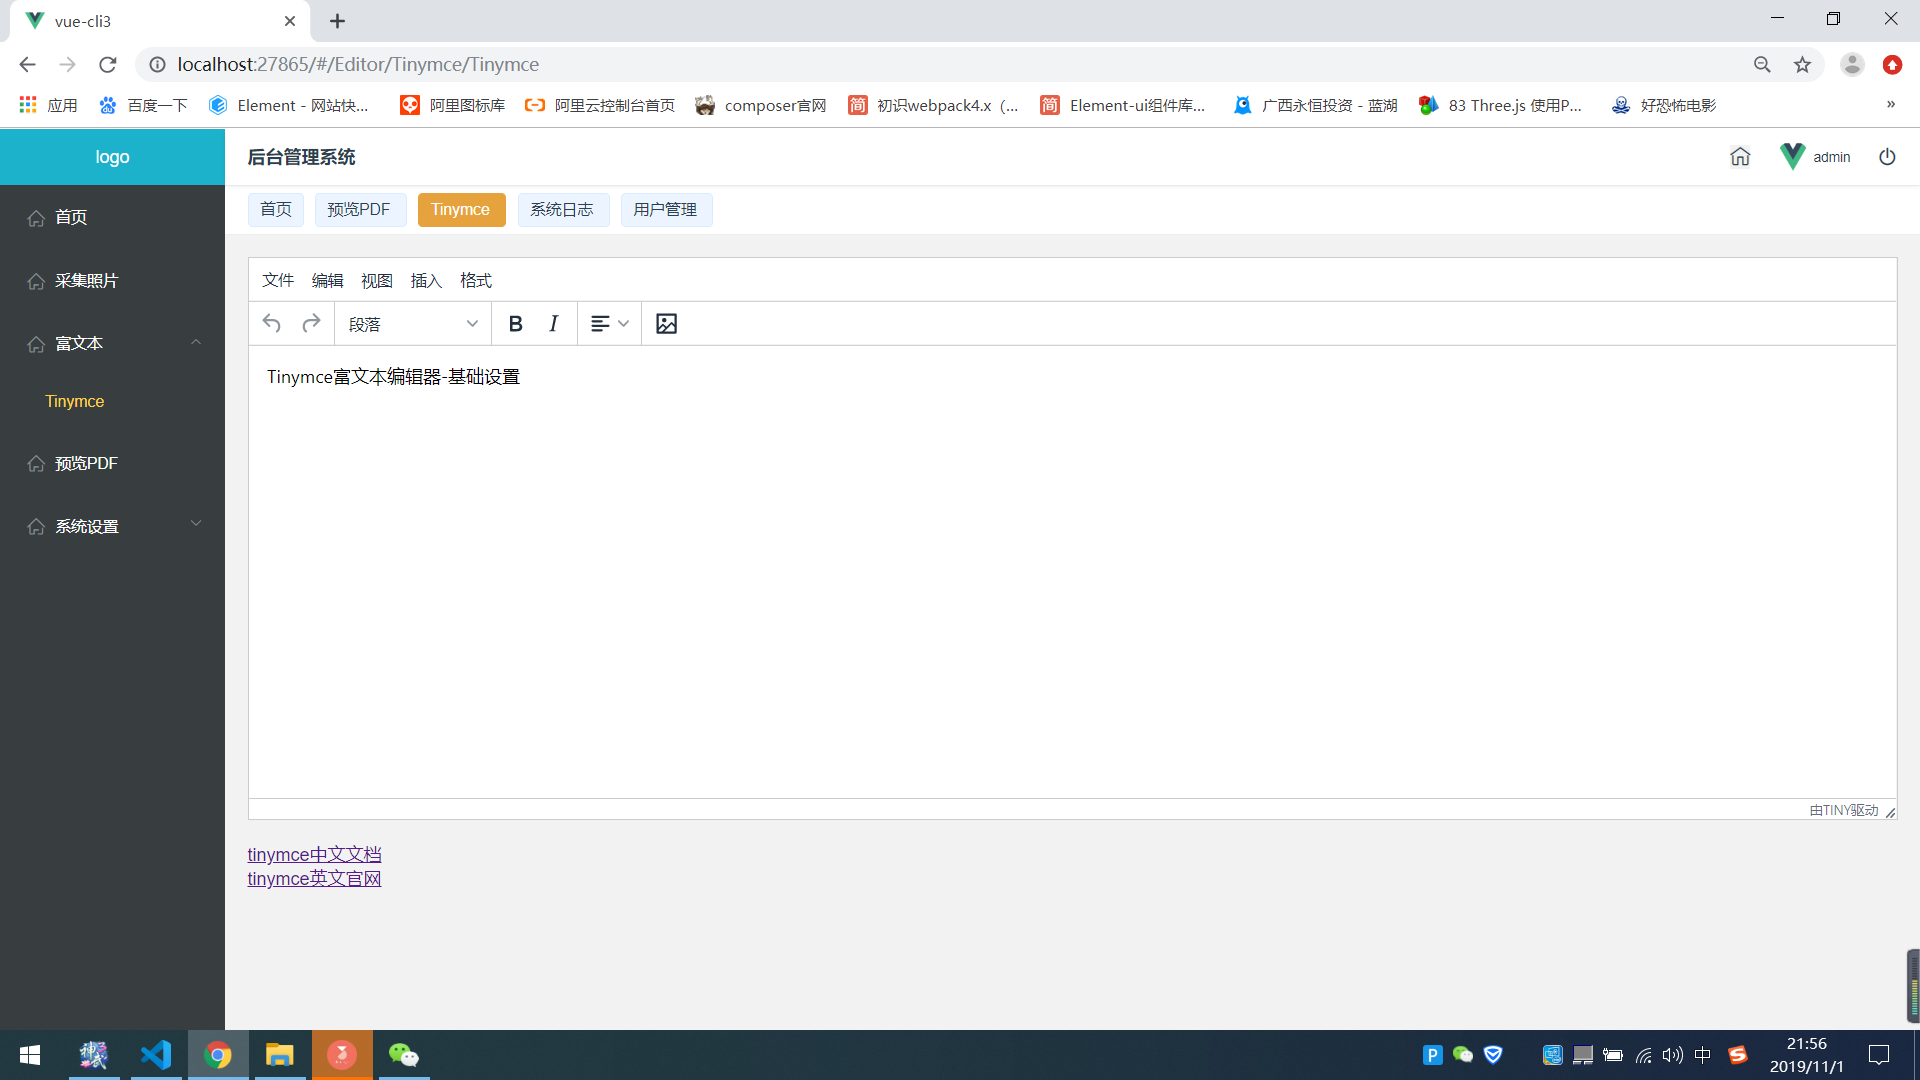 vue-cli3
localhost:27865/#/Editor/Tinymce/Tinymce
应用 百度一下 Element - 网站快... 阿里图标库 阿里云控制台首页 composer官网 初识webpack4.x（... Element-ui组件库... 广西永恒投资 - 蓝湖 83 Three.js 使用P... 好恐怖电影 »
logo
后台管理系统
admin
首页 预览PDF Tinymce 系统日志 用户管理
首页
采集照片
富文本
Tinymce
预览PDF
系统设置
文件 编辑 视图 插入 格式
段落 B I
Tinymce富文本编辑器-基础设置
由TINY驱动
tinymce中文文档
tinymce英文官网
神武
P
中
S
21:56
2019/11/1